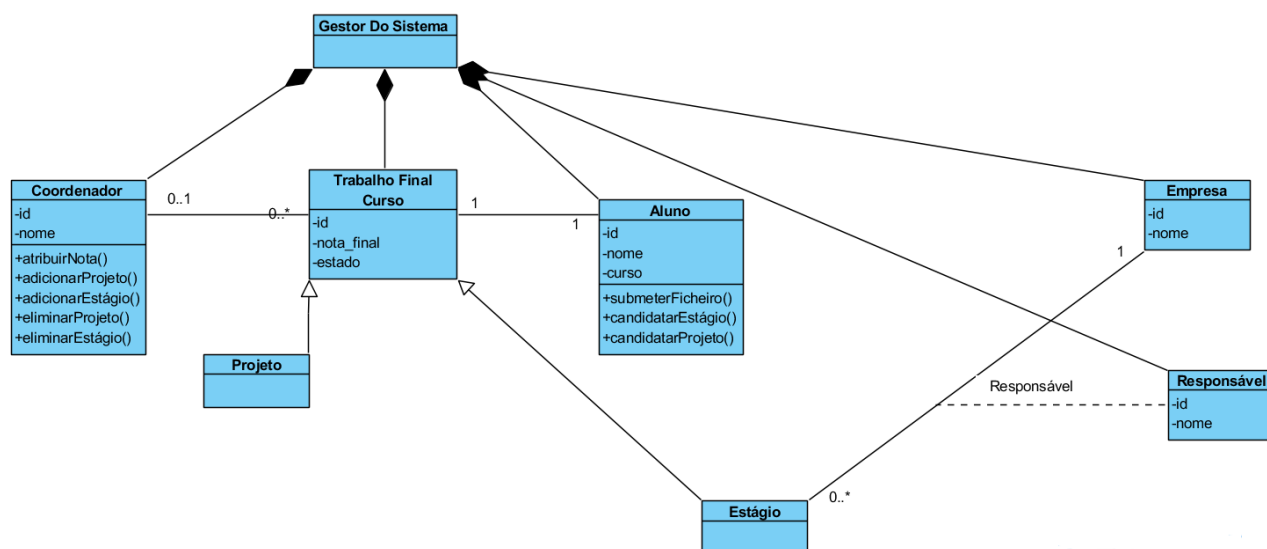 Gestor Do Sistema
Coordenador
-id
-nome
+atribuirNota()
+adicionarProjeto()
+adicionarEstágio()
+eliminarProjeto()
+eliminarEstágio()
0..1
0..*
Trabalho Final
Curso
-id
-nota_final
-estado
1
1
Aluno
-id
-nome
-curso
+submeterFicheiro()
+candidatarEstágio()
+candidatarProjeto()
Empresa
-id
-nome
1
Projeto
Responsável
Responsável
-id
-nome
0..*
Estágio